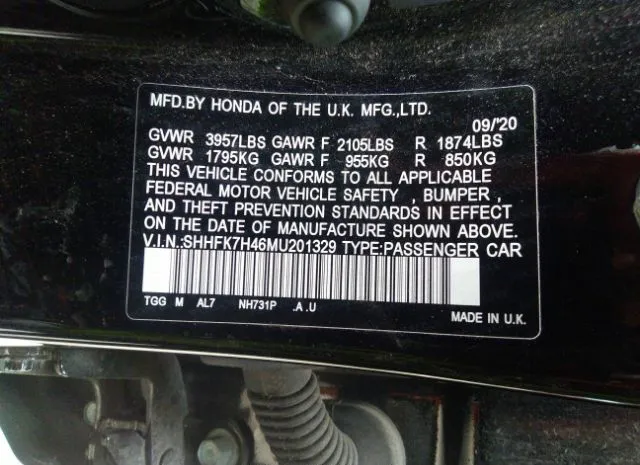 MFD.BY HONDA OF THE U.K. MFG.,LTD.
09/'20
GVWR 3957LBS GAWR F 2105LBS R 1874LBS
GVWR 1795KG GAWR F 955KG R 850KG
THIS VEHICLE CONFORMS TO ALL APPLICABLE
FEDERAL MOTOR VEHICLE SAFETY , BUMPER ,
AND THEFT PREVENTION STANDARDS IN EFFECT
ON THE DATE OF MANUFACTURE SHOWN ABOVE.
V.I.N.:SHHFK7H46MU201329 TYPE:PASSENGER CAR
TGG M AL7 NH731P .A.U
MADE IN U.K.